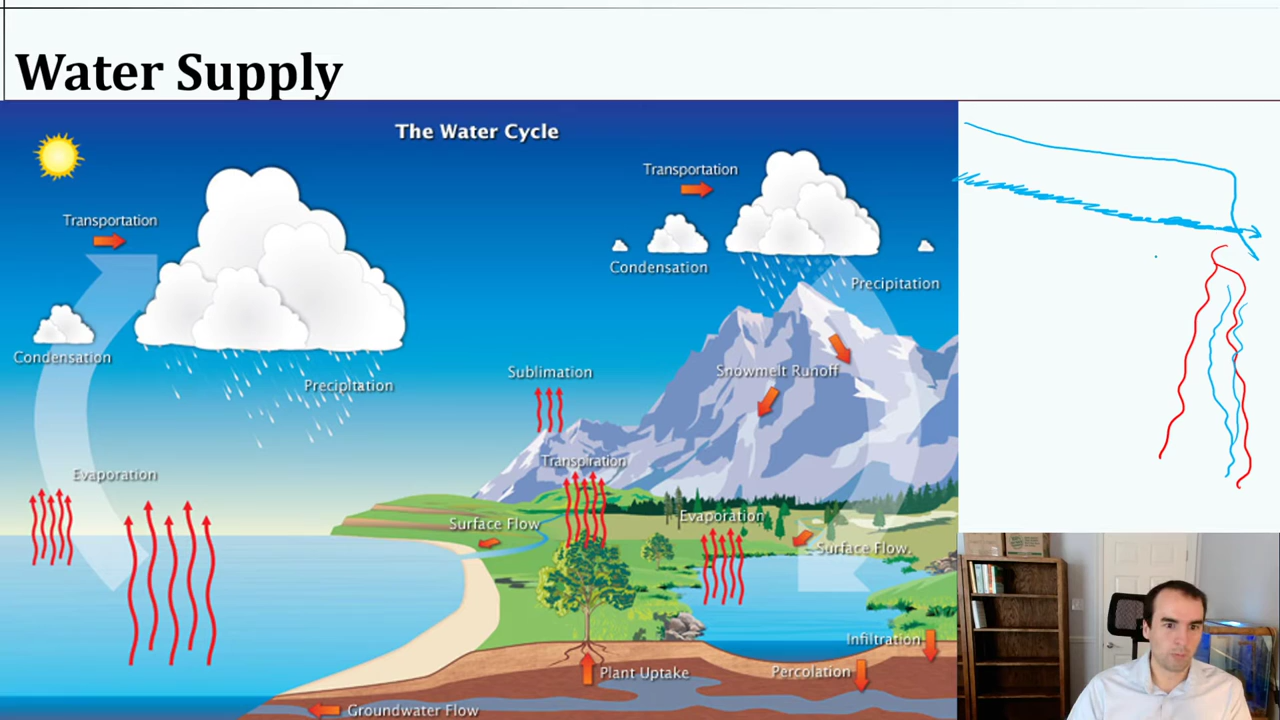 Water Supply
The Water Cycle
Transportation
Transportation
Condensation
Precipitation
Condensation
Precipitation
Sublimation
Snowmelt Runoff
Transpiration
Evaporation
Evaporation
Surface Flow
Surface Flow.
Infiltration
Plant Uptake
Percolation
Groundwater Flow